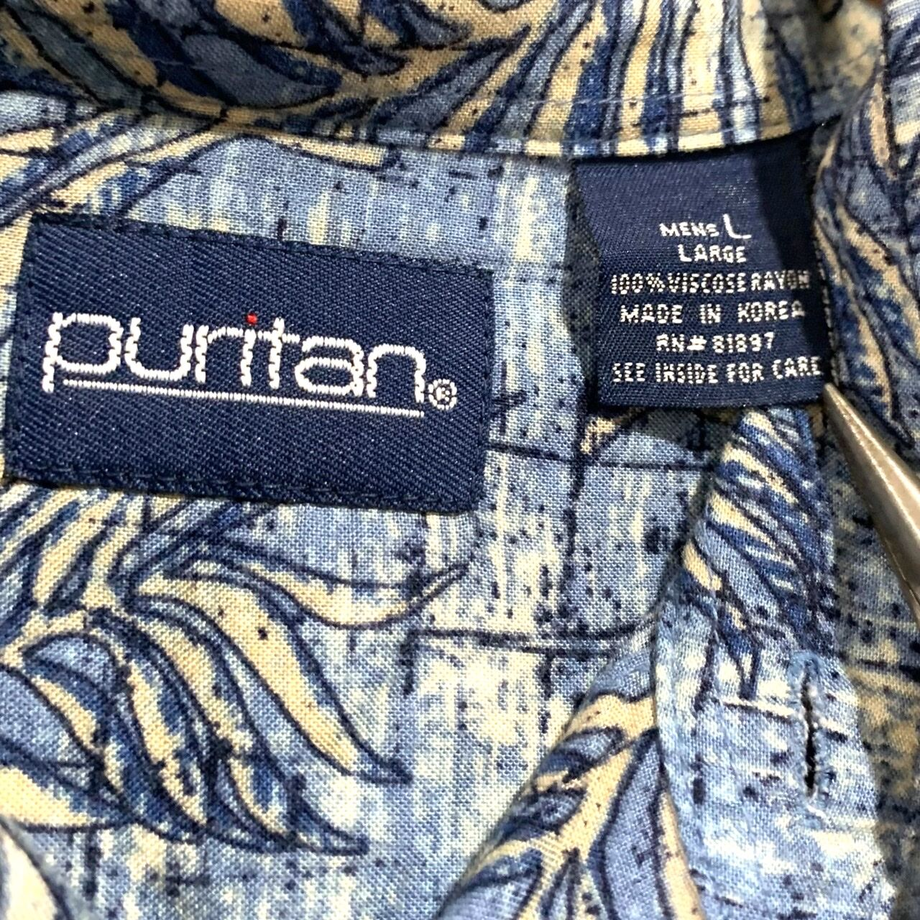 puritan®
MENS L
LARGE
100% VISCOSE RAYON
MADE IN KOREA
RN# 81897
SEE INSIDE FOR CARE